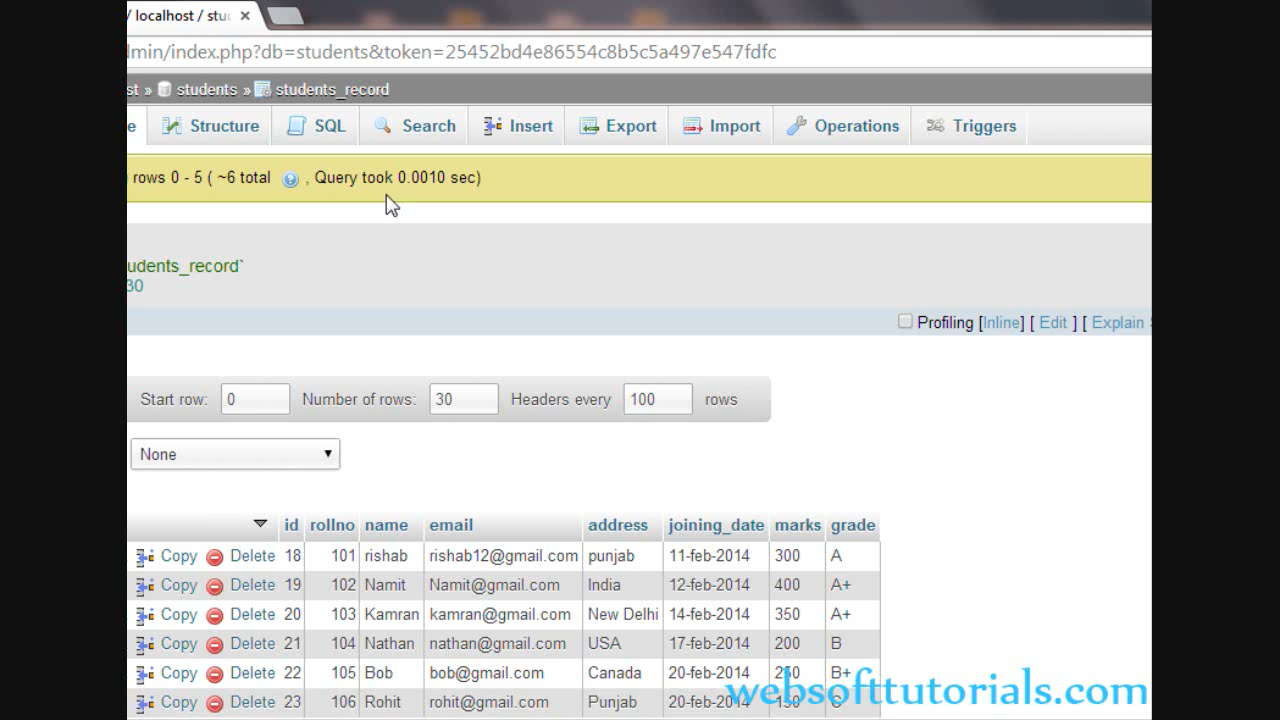 / localhost / stu
dmin/index.php?db=students&token=25452bd4e86554c8b5c5a497e547fdfc
st » students » students_record
e Structure SQL Search Insert Export Import Operations Triggers
rows 0 - 5 ( ~6 total , Query took 0.0010 sec)
udents_record`
30
Profiling [Inline] [ Edit ] [ Explain
Start row: 0 Number of rows: 30 Headers every 100 rows
None
id rollno name email address joining_date marks grade
Copy Delete 18 101 rishab rishab12@gmail.com punjab 11-feb-2014 300 A
Copy Delete 19 102 Namit Namit@gmail.com India 12-feb-2014 400 A+
Copy Delete 20 103 Kamran kamran@gmail.com New Delhi 14-feb-2014 350 A+
Copy Delete 21 104 Nathan nathan@gmail.com USA 17-feb-2014 200 B
Copy Delete 22 105 Bob bob@gmail.com Canada 20-feb-2014 250 B+
Copy Delete 23 106 Rohit rohit@gmail.com Punjab 20-feb-2014 150
websofttutorials.com